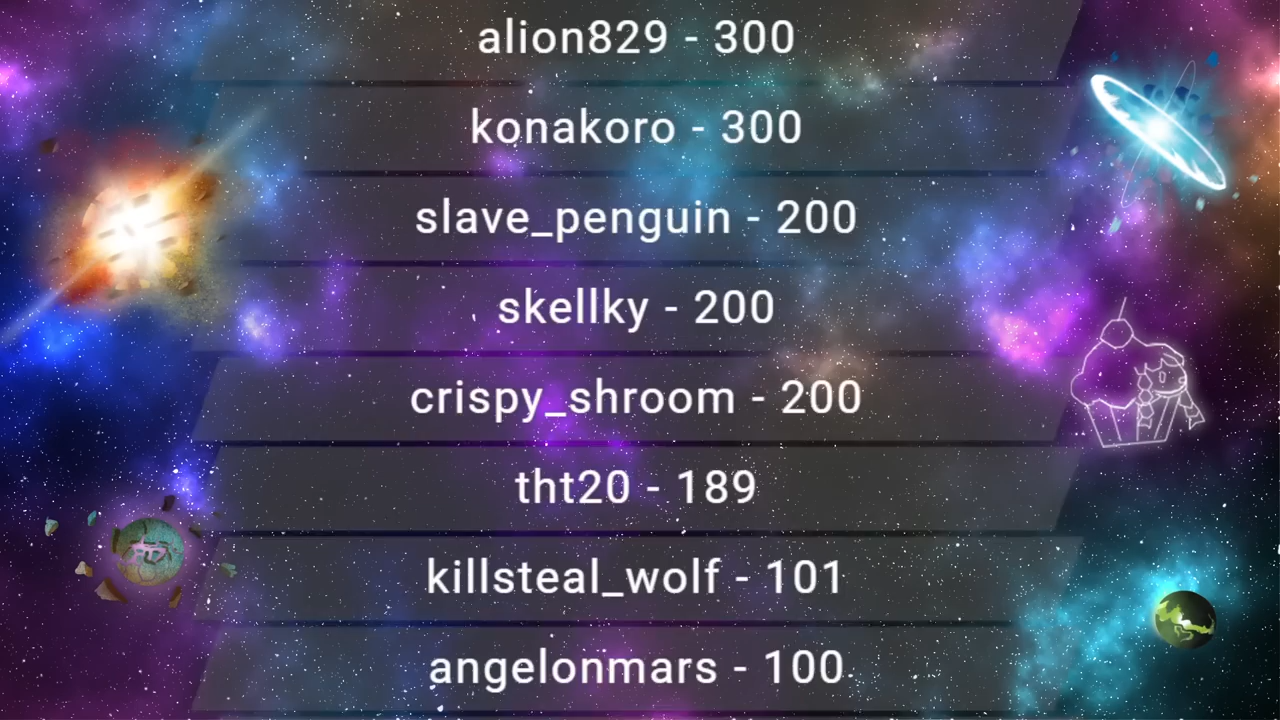 alion829 - 300
konakoro - 300
slave_penguin - 200
skellky - 200
crispy_shroom - 200
tht20 - 189
killsteal_wolf - 101
angelonmars - 100